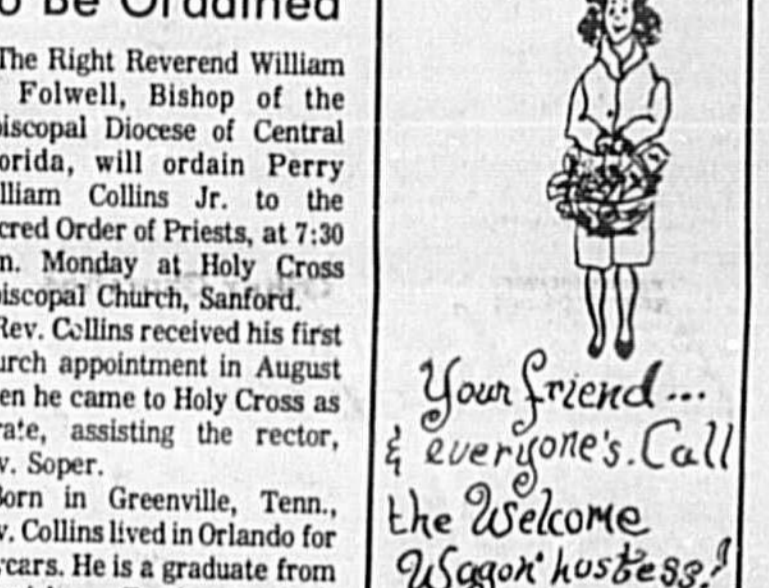 o Be Ordained
The Right Reverend William
Folwell, Bishop of the
iscopal Diocese of Central
orida, will ordain Perry
lliam Collins Jr. to the
cred Order of Priests, at 7:30
m. Monday at Holy Cross
iscopal Church, Sanford.
Rev. Collins received his first
urch appointment in August
en he came to Holy Cross as
rate, assisting the rector,
v. Soper.
Born in Greenville, Tenn.,
v. Collins lived in Orlando for
years. He is a graduate from
Your friend...
& everyone's. Call
the Welcome
Wagon hostess!